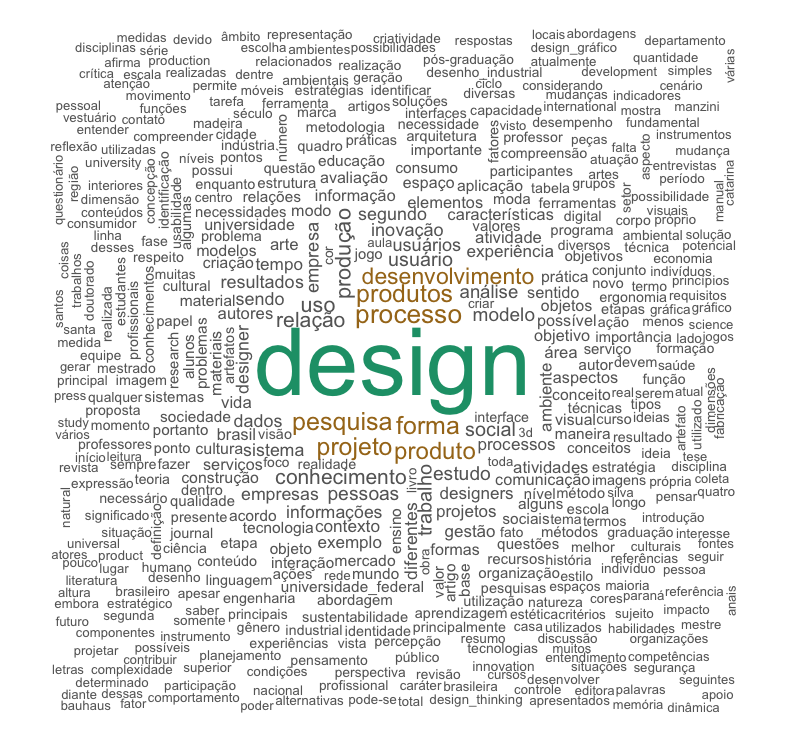 medidas devido âmbito representação criatividade locais abordagens
disciplinas série escolha ambientes possibilidades respostas design_gráfico departamento
afirma production relacionados realização pós-graduação atualmente quantidade
crítica escala realizadas dentre ambientais geração desenho_industrial development simples várias
atenção permite móveis estratégias identificar ciclo considerando cenário
movimento tarefa ferramenta artigos soluções diversas mudanças indicadores
pessoal funções século marca interfaces capacidade international mostra manzini
vestuário contato madeira número metodologia necessidade fatores visto desempenho fundamental
entender compreender cidade práticas arquitetura professor peças instrumentos
reflexão utilizadas indústria quadro importante compreensão falta aspecto mudança
university níveis pontos questão educação atuação entrevistas
questionário região concepção identificação possui avaliação consumo participantes artes período
interiores enquanto estrutura espaço aplicação tabela grupos setor possibilidade manual catarina
dimensão usabilidade algumas centro relações informação elementos moda ferramentas visuais
conteúdos necessidades modo segundo características digital corpo próprio
consumidor universidade empresa produção inovação valores programa ambiental solução
linha fase problema arte cor aula usuários atividade diversos técnica potencial
desses respeito modelos jogo usuário experiência objetivos economia
coisas trabalhos doutorado estudantes muitas criação tempo desenvolvimento prática conjunto indivíduos
cultural resultados produtos análise sentido novo termo princípios
santos realizada profissionais conhecimentos material sendo uso criar objetos ergonomia requisitos
autores processo modelo etapas gráfica gráfico
santa papel relação possível ação menos science
medida research alunos problemas materiais artefatos designer design objetivo importância lado jogos
equipe área serviço formação
gerar mestrado autor devem saúde
principal imagem ambiente aspectos função
press qualquer sistemas vida conceito real serem atual dimensões fabricação
proposta técnicas tipos
study momento sociedade dados pesquisa forma interface visual curso ideias artefato utilizado
vários portanto brasil visão social 3d maneira resultado
professores ponto cultura sistema projeto produto processos conceitos ideia tese
início leitura
revista sempre fazer serviços foco realidade toda atividades estratégia disciplina
expressão teoria construção conhecimento livro trabalho estudo comunicação imagens própria coleta
natural necessário dentro empresas pessoas designers nível método silva pensar quatro
qualidade alguns longo
significado definição presente acordo informações ensino diferentes projetos sociais tema escola introdução
situação journal tecnologia contexto gestão fato termos
universal ciência etapa exemplo métodos graduação interesse
atores product objeto obra formas questões melhor culturais fontes
pouco lugar humano conteúdo interação mercado recursos história referências seguir
literatura desenho linguagem ações rede mundo valor artigo base organização estilo indivíduo pessoa
altura brasileiro apesar universidade_federal pesquisas espaços maioria
embora estratégico engenharia abordagem utilização natureza cores paraná referência anais
futuro segunda saber principais sustentabilidade aprendizagem estética critérios sujeito impacto
somente gênero industrial identidade principalmente casa utilizados habilidades mestre
componentes instrumento experiências vista percepção resumo discussão organizações
projetar possíveis planejamento pensamento público tecnologias muitos
letras contribuir entendimento competências
complexidade superior condições perspectiva revisão innovation situações segurança
determinado participação nacional profissional caráter cursos desenvolver seguintes
diante dessas comportamento alternativas brasileira controle editora palavras apoio
bauhaus fator poder pode-se total design_thinking apresentados memória dinâmica